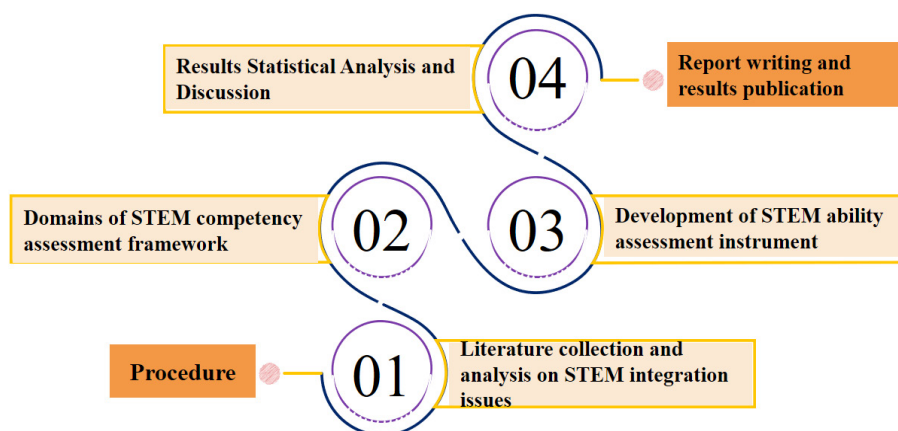 Results Statistical Analysis and
Discussion
04
Report writing and
results publication
Domains of STEM competency
assessment framework
02
03
Development of STEM ability
assessment instrument
Procedure
01
Literature collection and
analysis on STEM integration
issues